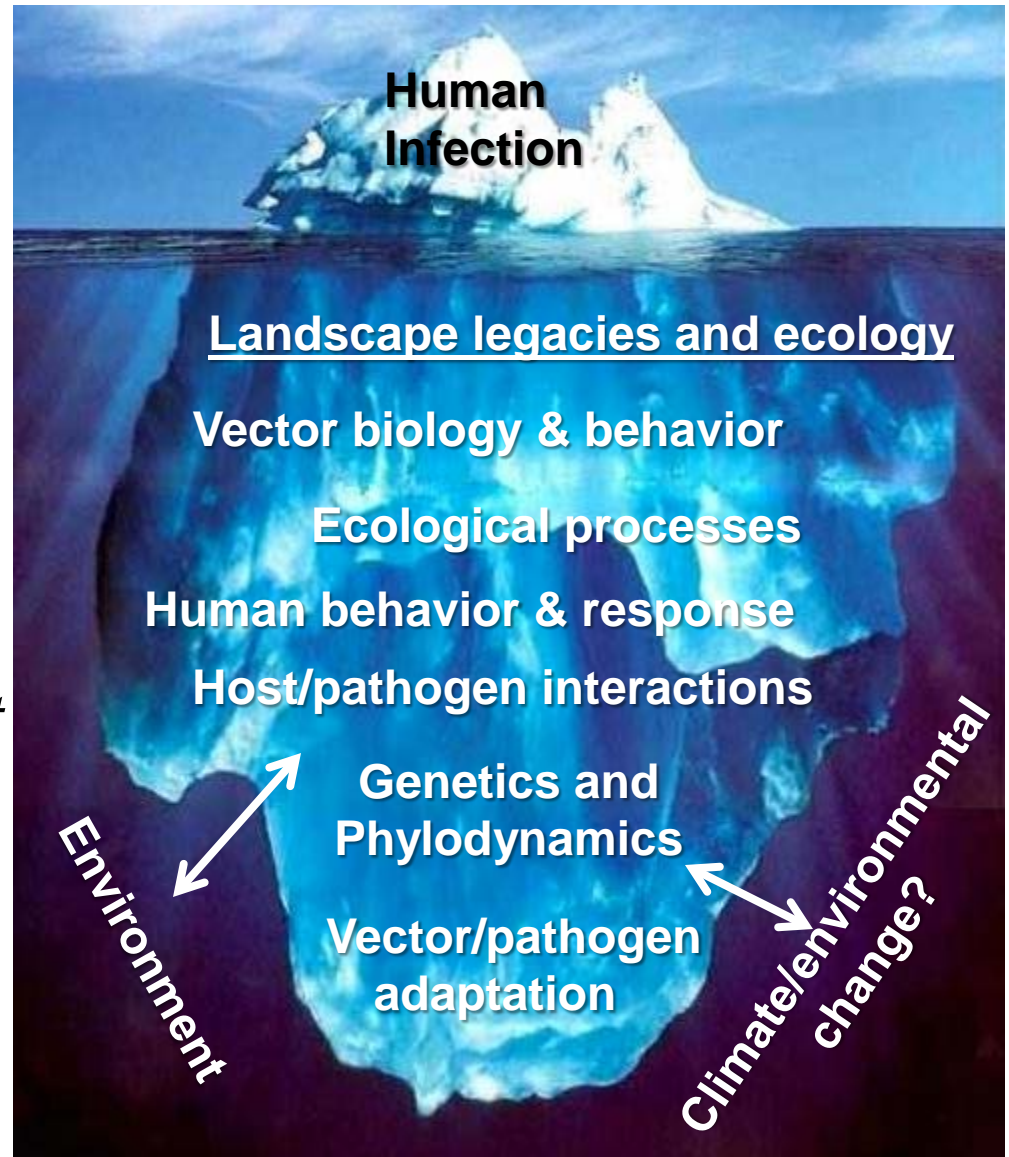 Human
Infection
Landscape legacies and ecology
Vector biology & behavior
Ecological processes
Human behavior & response
Host/pathogen interactions
Genetics and
Phylodynamics
Vector/pathogen
adaptation
Environment
Climate/environmental
change?